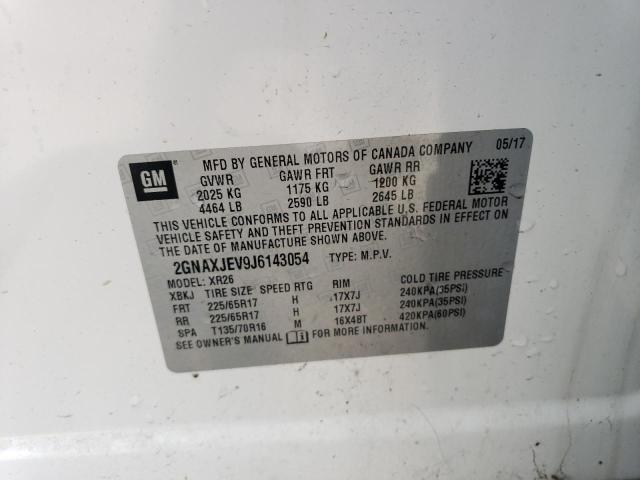 GM
MFD BY GENERAL MOTORS OF CANADA COMPANY 05/17
GVWR GAWR FRT GAWR RR
2025 KG 1175 KG 1200 KG
4464 LB 2590 LB 2645 LB
THIS VEHICLE CONFORMS TO ALL APPLICABLE U.S. FEDERAL MOTOR
VEHICLE SAFETY AND THEFT PREVENTION STANDARDS IN EFFECT ON
THE DATE OF MANUFACTURE SHOWN ABOVE.
2GNAXJEV9J6143054 TYPE: M.P.V.
MODEL: XR26
XBKJ TIRE SIZE SPEED RTG RIM COLD TIRE PRESSURE
FRT 225/65R17 H 17X7J 240KPA(35PSI)
RR 225/65R17 H 17X7J 240KPA(35PSI)
SPA T135/70R16 M 16X4BT 420KPA(60PSI)
SEE OWNER'S MANUAL FOR MORE INFORMATION.